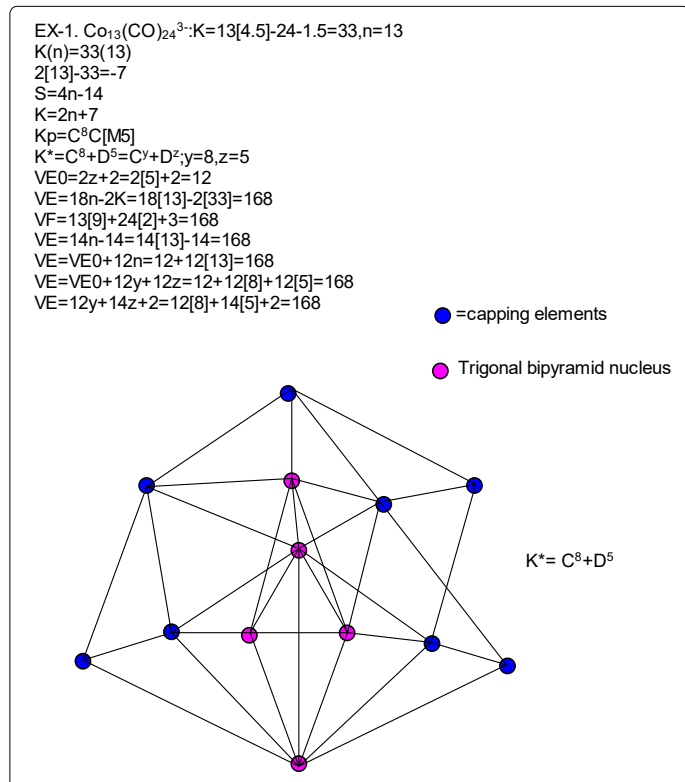 EX-1. Co₁₃(CO)₂₄³⁻:K=13[4.5]-24-1.5=33,n=13
K(n)=33(13)
2[13]-33=-7
S=4n-14
K=2n+7
Kp=C⁸C[M5]
K*=C⁸+D⁵=Cʸ+Dᶻ;y=8,z=5
VE0=2z+2=2[5]+2=12
VE=18n-2K=18[13]-2[33]=168
VF=13[9]+24[2]+3=168
VE=14n-14=14[13]-14=168
VE=VE0+12n=12+12[13]=168
VE=VE0+12y+12z=12+12[8]+12[5]=168
VE=12y+14z+2=12[8]+14[5]+2=168
=capping elements
Trigonal bipyramid nucleus
K*= C⁸+D⁵